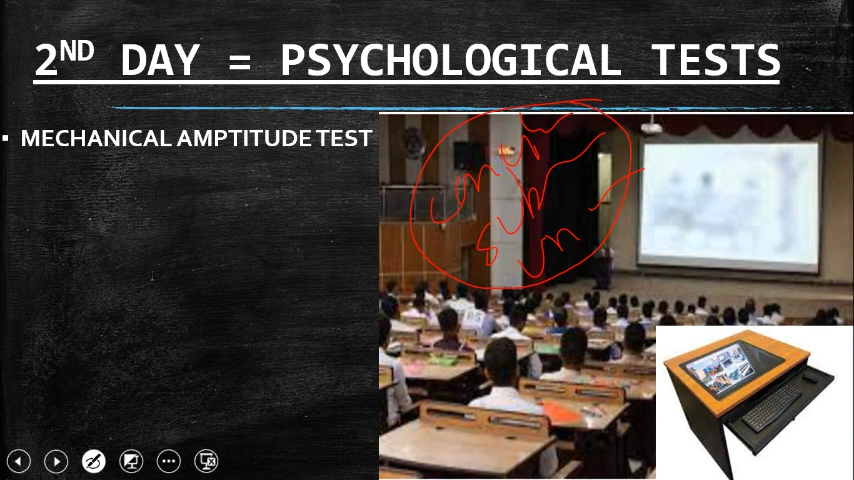 2ND DAY = PSYCHOLOGICAL TESTS
▪ MECHANICAL AMPTITUDE TEST